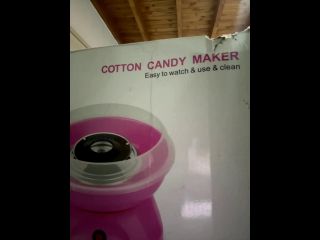 COTTON CANDY MAKER
Easy to watch & use & clean